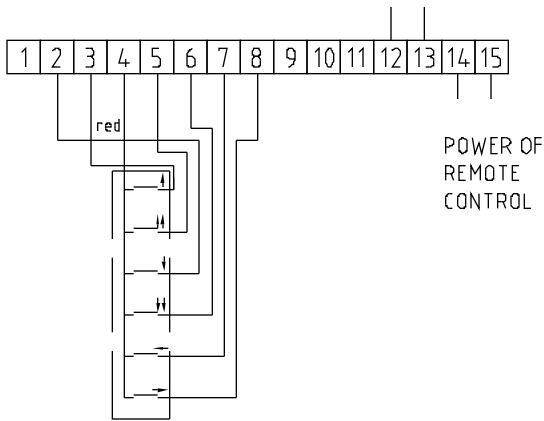 1 2 3 4 5 6 7 8 9 10 11 12 13 14 15
red
POWER OF
REMOTE
CONTROL